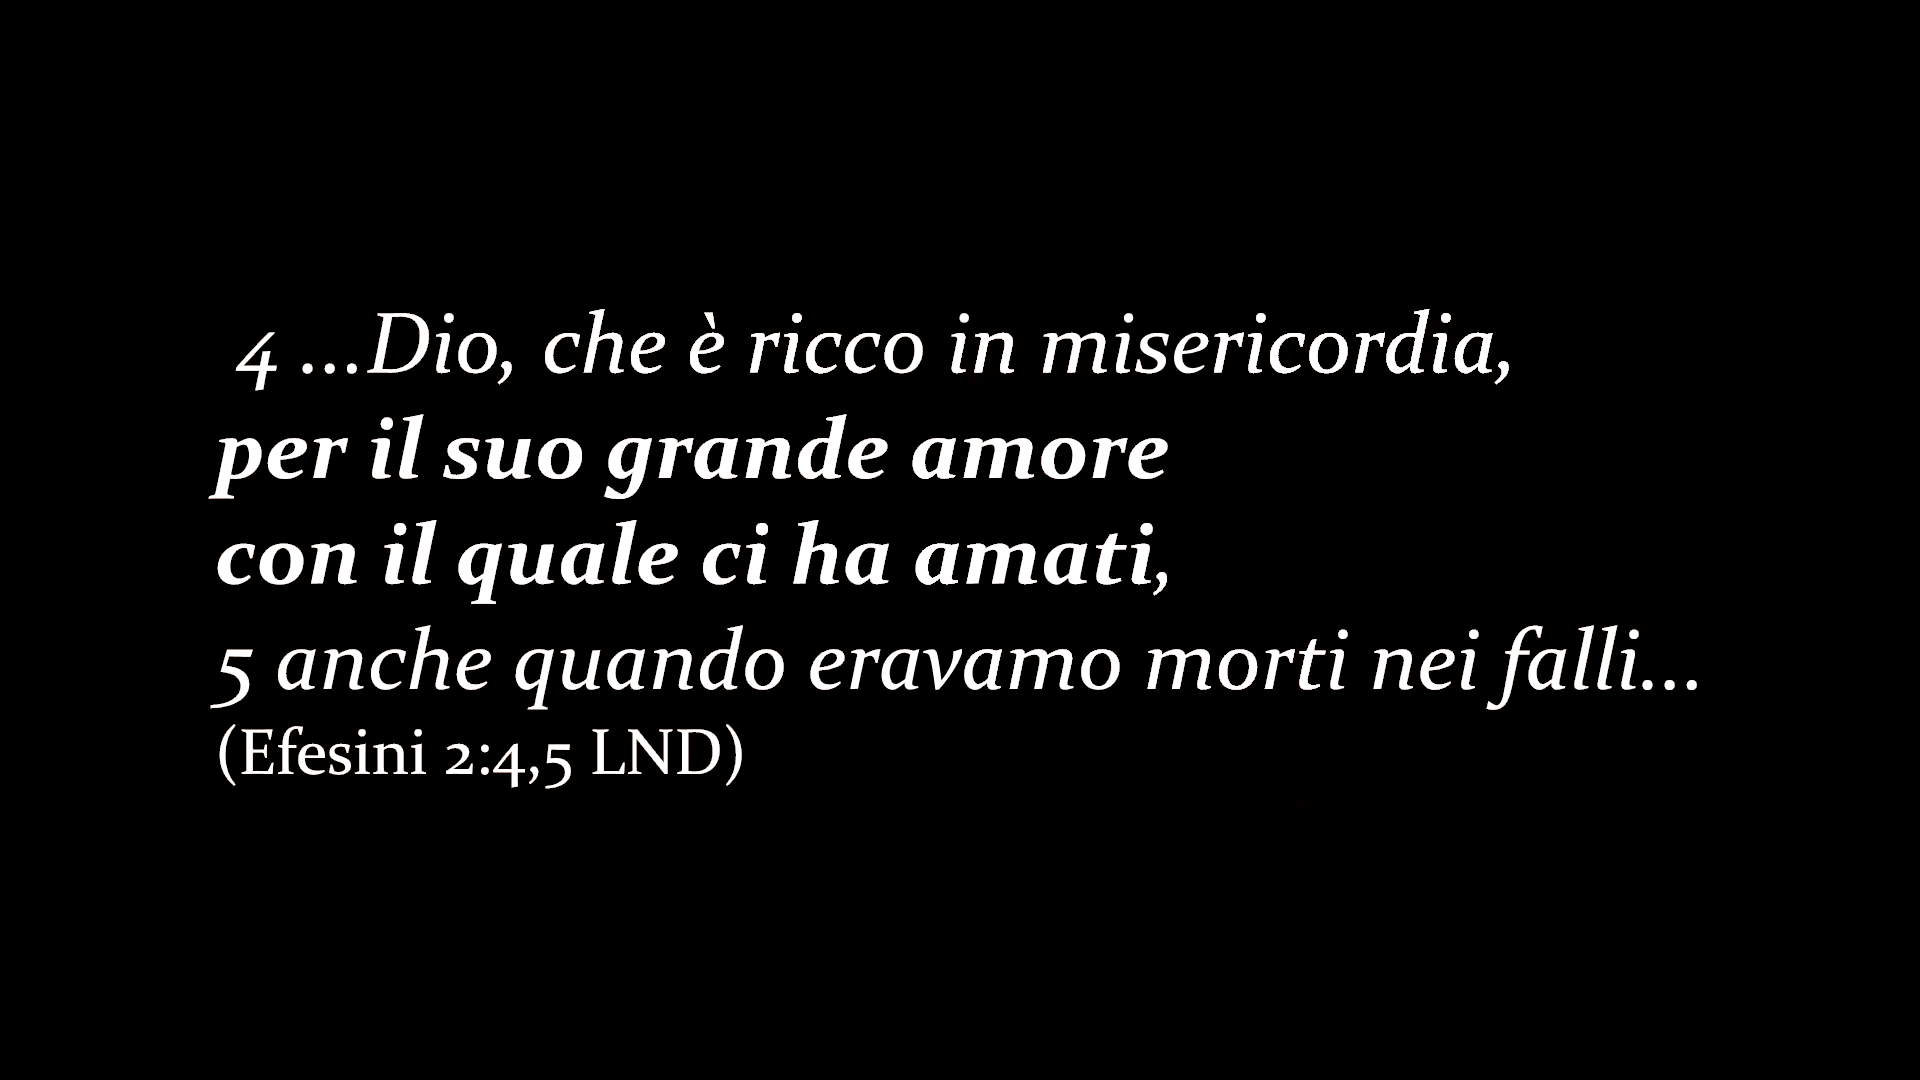 4 ...Dio, che è ricco in misericordia,
per il suo grande amore
con il quale ci ha amati,
5 anche quando eravamo morti nei falli...
(Efesini 2:4,5 LND)